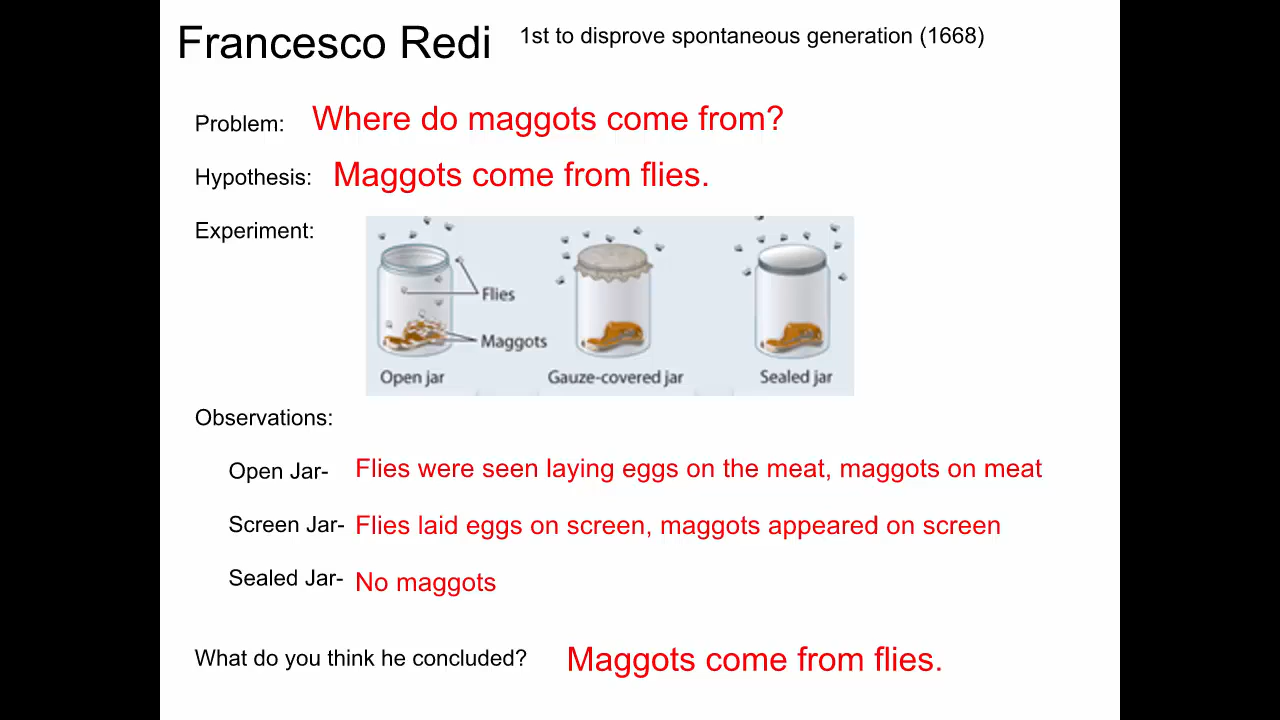 Francesco Redi 1st to disprove spontaneous generation (1668)
Problem: Where do maggots come from?
Hypothesis: Maggots come from flies.
Experiment:
Flies
Maggots
Open jar Gauze-covered jar Sealed jar
Observations:
Open Jar- Flies were seen laying eggs on the meat, maggots on meat
Screen Jar- Flies laid eggs on screen, maggots appeared on screen
Sealed Jar- No maggots
What do you think he concluded? Maggots come from flies.